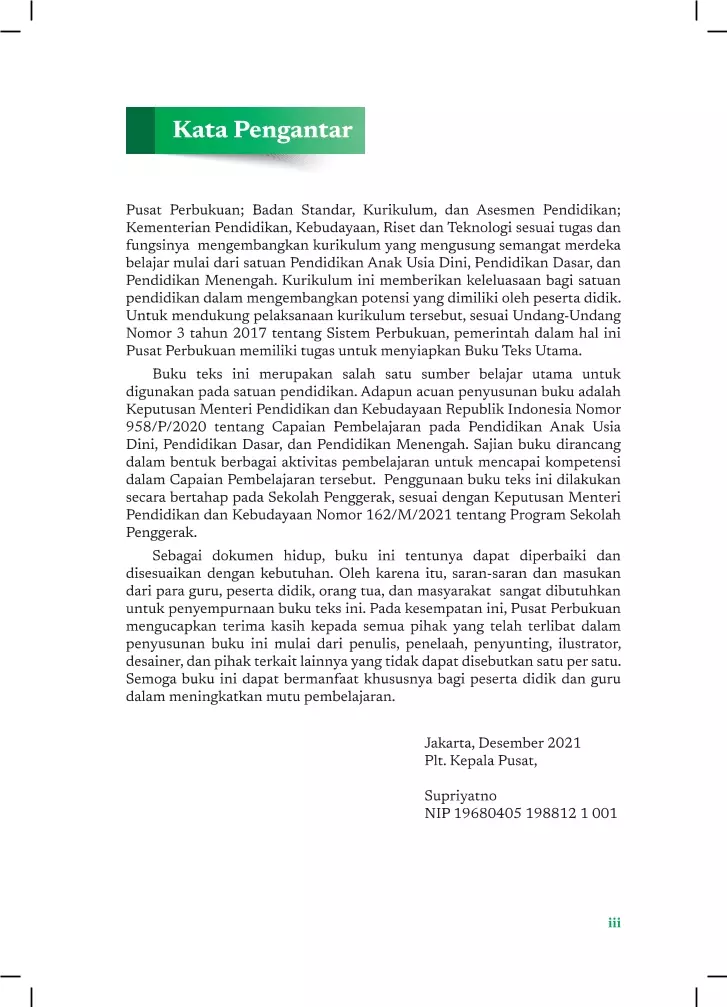 Kata Pengantar
Pusat Perbukuan; Badan Standar, Kurikulum, dan Asesmen Pendidikan;
Kementerian Pendidikan, Kebudayaan, Riset dan Teknologi sesuai tugas dan
fungsinya mengembangkan kurikulum yang mengusung semangat merdeka
belajar mulai dari satuan Pendidikan Anak Usia Dini, Pendidikan Dasar, dan
Pendidikan Menengah. Kurikulum ini memberikan keleluasaan bagi satuan
pendidikan dalam mengembangkan potensi yang dimiliki oleh peserta didik.
Untuk mendukung pelaksanaan kurikulum tersebut, sesuai Undang-Undang
Nomor 3 tahun 2017 tentang Sistem Perbukuan, pemerintah dalam hal ini
Pusat Perbukuan memiliki tugas untuk menyiapkan Buku Teks Utama.
Buku teks ini merupakan salah satu sumber belajar utama untuk
digunakan pada satuan pendidikan. Adapun acuan penyusunan buku adalah
Keputusan Menteri Pendidikan dan Kebudayaan Republik Indonesia Nomor
958/P/2020 tentang Capaian Pembelajaran pada Pendidikan Anak Usia
Dini, Pendidikan Dasar, dan Pendidikan Menengah. Sajian buku dirancang
dalam bentuk berbagai aktivitas pembelajaran untuk mencapai kompetensi
dalam Capaian Pembelajaran tersebut. Penggunaan buku teks ini dilakukan
secara bertahap pada Sekolah Penggerak, sesuai dengan Keputusan Menteri
Pendidikan dan Kebudayaan Nomor 162/M/2021 tentang Program Sekolah
Penggerak.
Sebagai dokumen hidup, buku ini tentunya dapat diperbaiki dan
disesuaikan dengan kebutuhan. Oleh karena itu, saran-saran dan masukan
dari para guru, peserta didik, orang tua, dan masyarakat sangat dibutuhkan
untuk penyempurnaan buku teks ini. Pada kesempatan ini, Pusat Perbukuan
mengucapkan terima kasih kepada semua pihak yang telah terlibat dalam
penyusunan buku ini mulai dari penulis, penelaah, penyunting, ilustrator,
desainer, dan pihak terkait lainnya yang tidak dapat disebutkan satu per satu.
Semoga buku ini dapat bermanfaat khususnya bagi peserta didik dan guru
dalam meningkatkan mutu pembelajaran.
Jakarta, Desember 2021
Plt. Kepala Pusat,
Supriyatno
NIP 19680405 198812 1 001
iii